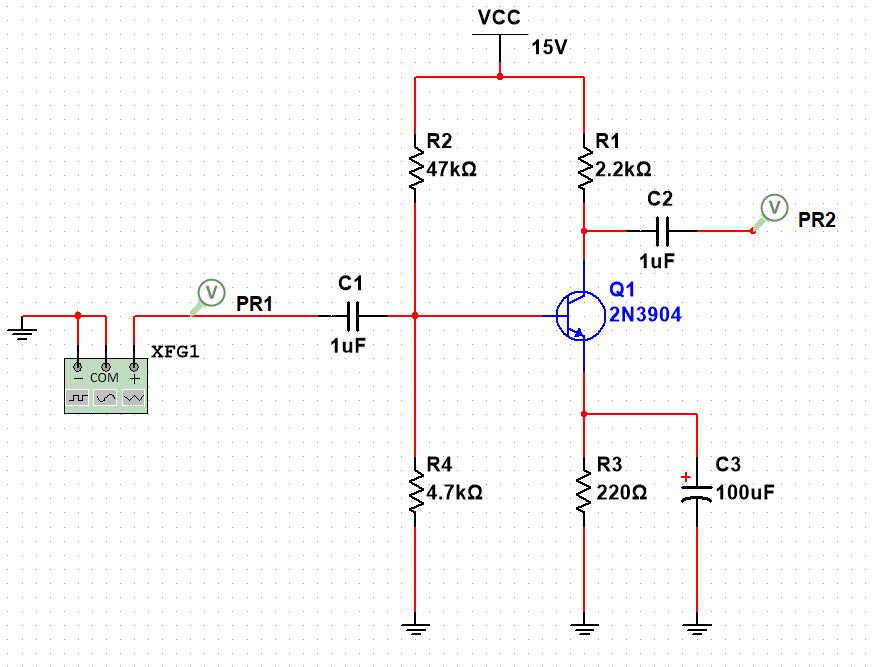 VCC
15V
R2
47kΩ
R1
2.2kΩ
C2
1uF
V
PR2
V
PR1
C1
1uF
Q1
2N3904
XFG1
COM
R4
4.7kΩ
R3
220Ω
+
C3
100uF